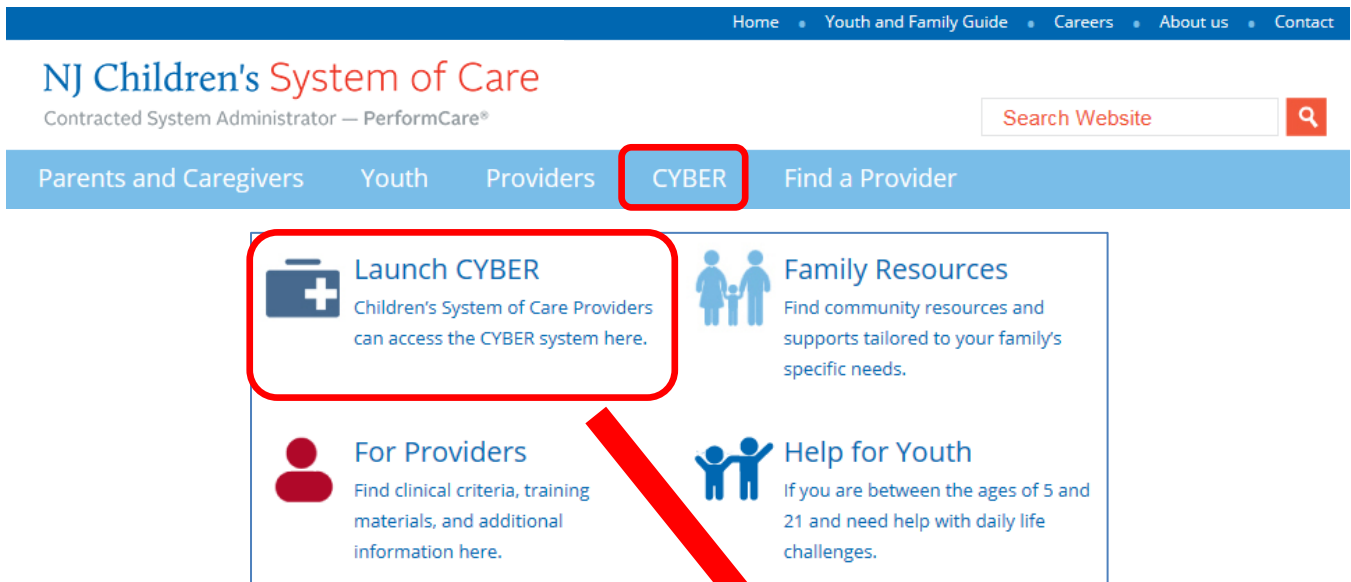 Home • Youth and Family Guide • Careers • About us • Contact
NJ Children's System of Care
Contracted System Administrator — PerformCare®
Search Website
Parents and Caregivers Youth Providers CYBER Find a Provider
Launch CYBER
Children's System of Care Providers
can access the CYBER system here.
Family Resources
Find community resources and
supports tailored to your family's
specific needs.
For Providers
Find clinical criteria, training
materials, and additional
information here.
Help for Youth
If you are between the ages of 5 and
21 and need help with daily life
challenges.